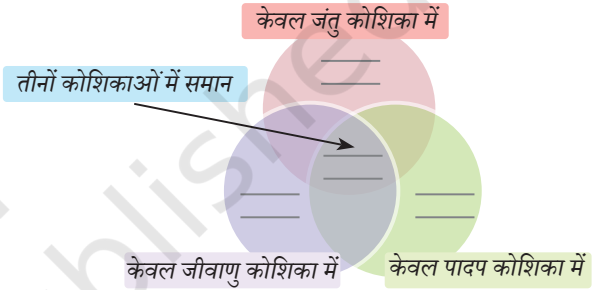 केवल जंतु कोशिका में
तीनों कोशिकाओं में समान
केवल जीवाणु कोशिका में
केवल पादप कोशिका में